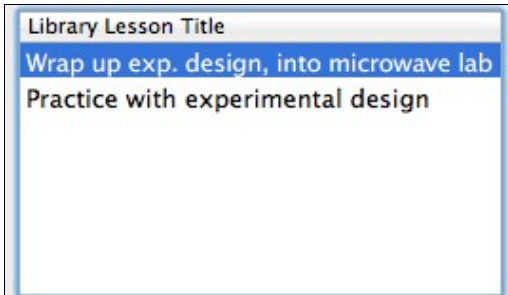 Library Lesson Title
Wrap up exp. design, into microwave lab
Practice with experimental design